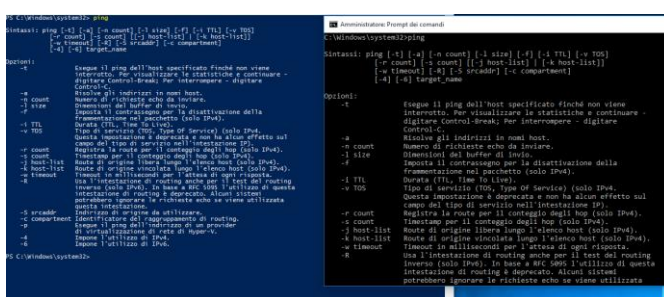 PS C:\Windows\system32> ping
Sintassi: ping [-t] [-a] [-n count] [-l size] [-f] [-i TTL] [-v TOS]
[-r count] [-s count] [[-j host-list] | [-k host-list]]
[-w timeout] [-R] [-S srcaddr] [-c compartment]
[-4] [-6] target_name
Opzioni:
-t Esegue il ping dell'host specificato finché non viene
interrotto. Per visualizzare le statistiche e continuare -
digitare Control-Break; Per interrompere - digitare
Control-C.
-a Risolve gli indirizzi in nomi host.
-n count Numero di richieste echo da inviare.
-l size Dimensioni del buffer di invio.
-f Imposta il contrassegno per la disattivazione della
frammentazione nel pacchetto (solo IPv4).
-i TTL Durata (TTL, Time To Live).
-v TOS Tipo di servizio (TOS, Type Of Service) (solo IPv4.
Questa impostazione è deprecata e non ha alcun effetto sul
campo del tipo di servizio nell'intestazione IP).
-r count Registra la route per il conteggio degli hop (solo IPv4).
-s count Timestamp per il conteggio degli hop (solo IPv4).
-j host-list Route di origine libera lungo l'elenco host (solo IPv4).
-k host-list Route di origine vincolata lungo l'elenco host (solo IPv4).
-w timeout Timeout in millisecondi per l'attesa di ogni risposta.
-R Usa l'intestazione di routing anche per il test del routing
inverso (solo IPv6). In base a RFC 5095 l'utilizzo di questa
intestazione di routing è deprecato. Alcuni sistemi
potrebbero ignorare le richieste echo se viene utilizzata
questa intestazione.
-S srcaddr Indirizzo di origine da utilizzare.
-c compartment Identificatore del raggruppamento di routing.
-p Esegue il ping dell'indirizzo di un provider
di virtualizzazione di rete di Hyper-V.
-4 Impone l'utilizzo di IPv4.
-6 Impone l'utilizzo di IPv6.
PS C:\Windows\system32>
Amministratore: Prompt dei comandi
C:\Windows\system32>ping
Sintassi: ping [-t] [-a] [-n count] [-l size] [-f] [-i TTL] [-v TOS]
[-r count] [-s count] [[-j host-list] | [-k host-list]]
[-w timeout] [-R] [-S srcaddr] [-c compartment]
[-4] [-6] target_name
Opzioni:
-t Esegue il ping dell'host specificato finché non viene
interrotto. Per visualizzare le statistiche e continuare -
digitare Control-Break; Per interrompere - digitare
Control-C.
-a Risolve gli indirizzi in nomi host.
-n count Numero di richieste echo da inviare.
-l size Dimensioni del buffer di invio.
-f Imposta il contrassegno per la disattivazione della
frammentazione nel pacchetto (solo IPv4).
-i TTL Durata (TTL, Time To Live).
-v TOS Tipo di servizio (TOS, Type Of Service) (solo IPv4.
Questa impostazione è deprecata e non ha alcun effetto sul
campo del tipo di servizio nell'intestazione IP).
-r count Registra la route per il conteggio degli hop (solo IPv4).
-s count Timestamp per il conteggio degli hop (solo IPv4).
-j host-list Route di origine libera lungo l'elenco host (solo IPv4).
-k host-list Route di origine vincolata lungo l'elenco host (solo IPv4).
-w timeout Timeout in millisecondi per l'attesa di ogni risposta.
-R Usa l'intestazione di routing anche per il test del routing
inverso (solo IPv6). In base a RFC 5095 l'utilizzo di questa
intestazione di routing è deprecato. Alcuni sistemi
potrebbero ignorare le richieste echo se viene utilizzata